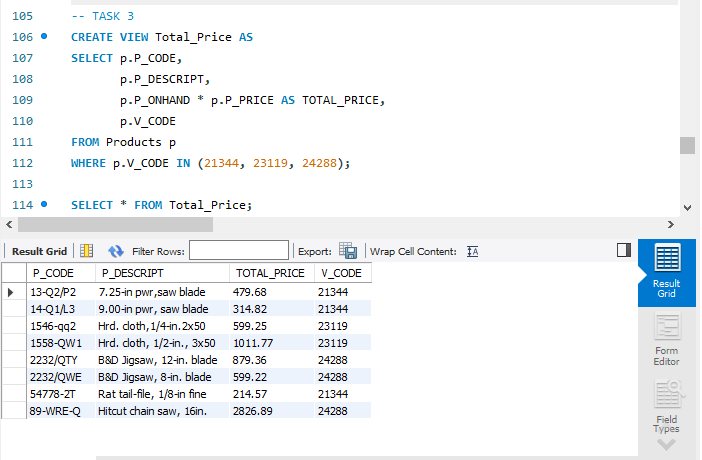 105 -- TASK 3
106 CREATE VIEW Total_Price AS
107 SELECT p.P_CODE,
108 p.P_DESCRIPT,
109 p.P_ONHAND * p.P_PRICE AS TOTAL_PRICE,
110 p.V_CODE
111 FROM Products p
112 WHERE p.V_CODE IN (21344, 23119, 24288);
113
114 SELECT * FROM Total_Price;
Result Grid Filter Rows: Export: Wrap Cell Content: IA
P_CODE P_DESCRIPT TOTAL_PRICE V_CODE
13-Q2/P2 7.25-in pwr,saw blade 479.68 21344
14-Q1/L3 9.00-in pwr, saw blade 314.82 21344
1546-qq2 Hrd. cloth,1/4-in.2x50 599.25 23119
1558-QW1 Hrd. cloth, 1/2-in., 3x50 1011.77 23119
2232/QTY B&D Jigsaw, 12-in. blade 879.36 24288
2232/QWE B&D Jigsaw, 8-in. blade 599.22 24288
54778-2T Rat tail-file, 1/8-in fine 214.57 21344
89-WRE-Q Hitcut chain saw, 16in. 2826.89 24288
Result
Grid
Form
Editor
Field
Types